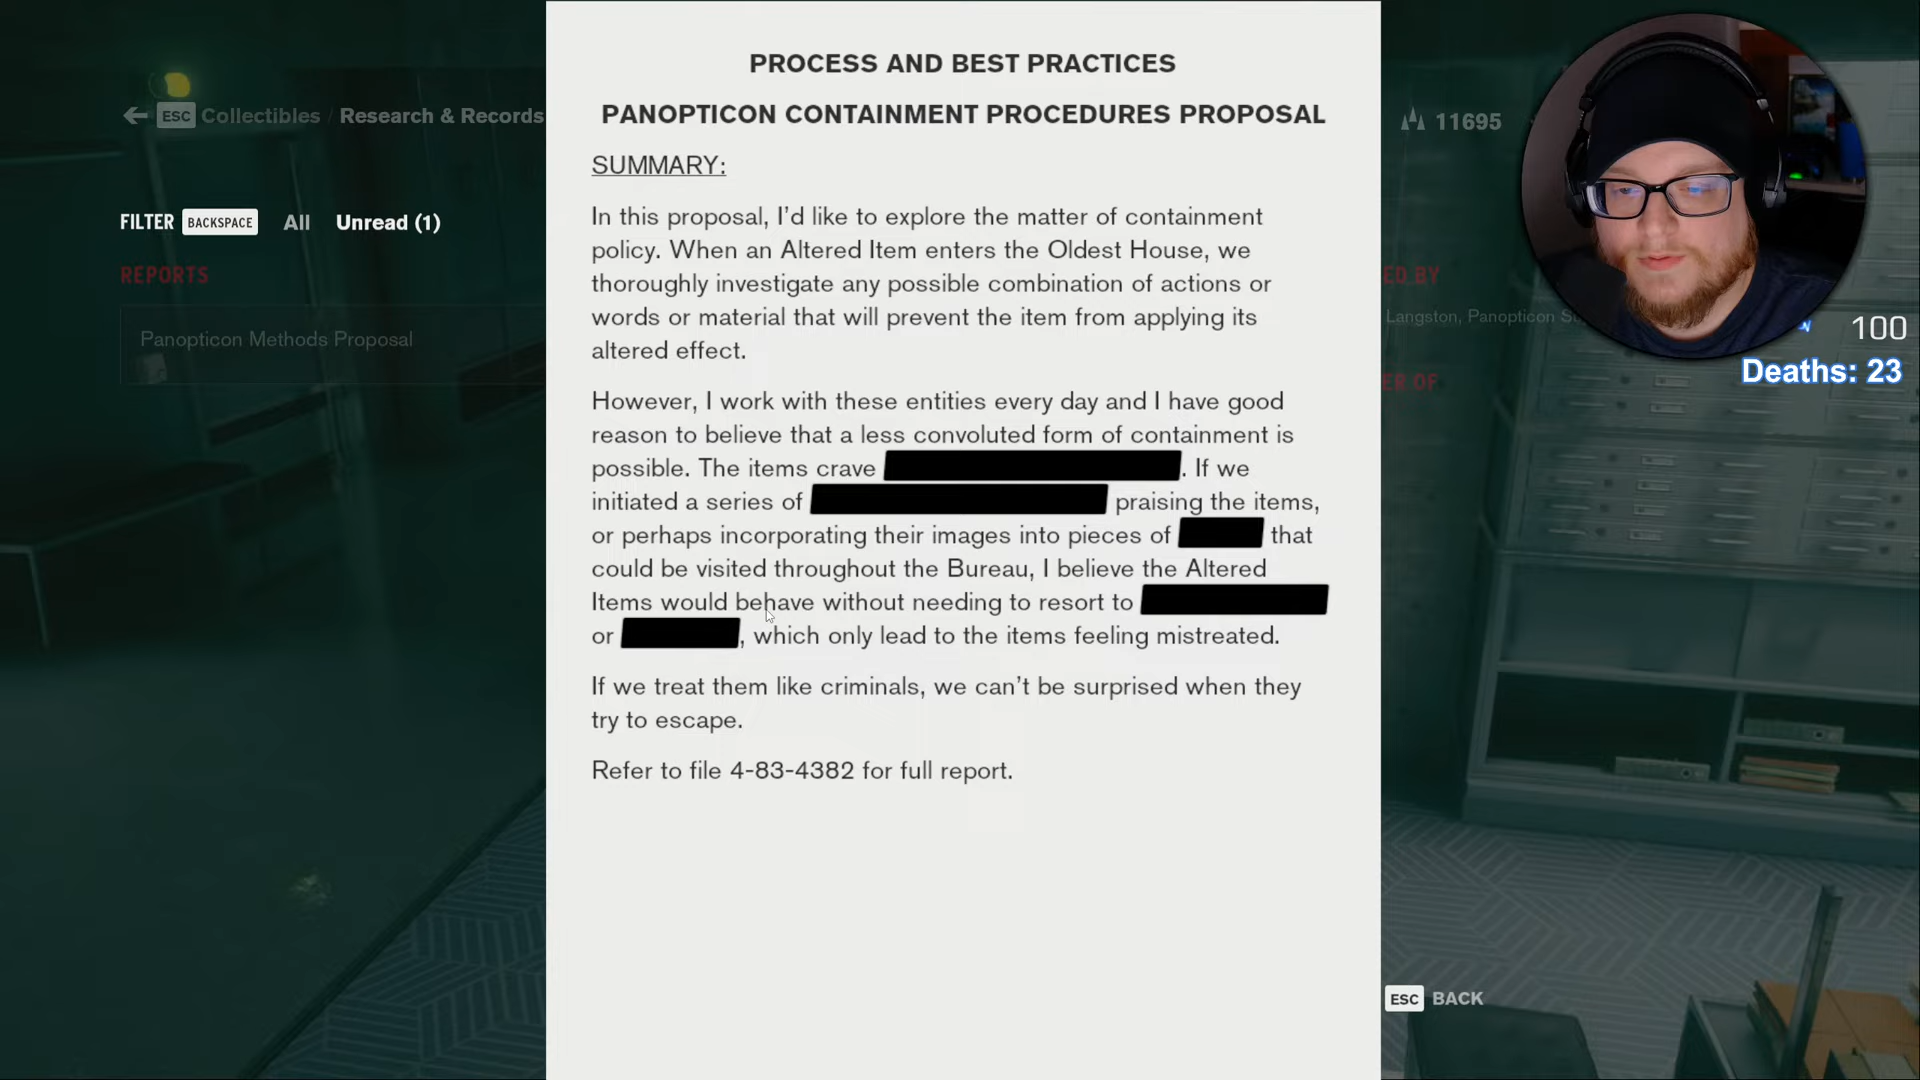 PROCESS AND BEST PRACTICES
PANOPTICON CONTAINMENT PROCEDURES PROPOSAL
ESC Collectibles / Research & Records
11695
SUMMARY:
In this proposal, I'd like to explore the matter of containment
policy. When an Altered Item enters the Oldest House, we
thoroughly investigate any possible combination of actions or
words or material that will prevent the item from applying its
altered effect.
However, I work with these entities every day and I have good
reason to believe that a less convoluted form of containment is
possible. The items crave . If we
initiated a series of praising the items,
or perhaps incorporating their images into pieces of that
could be visited throughout the Bureau, I believe the Altered
Items would behave without needing to resort to
or , which only lead to the items feeling mistreated.
If we treat them like criminals, we can't be surprised when they
try to escape.
Refer to file 4-83-4382 for full report.
FILTER BACKSPACE All Unread (1)
REPORTS
Panopticon Methods Proposal
ED BY
Langston, Panopticon
ER OF
100
Deaths: 23
ESC BACK